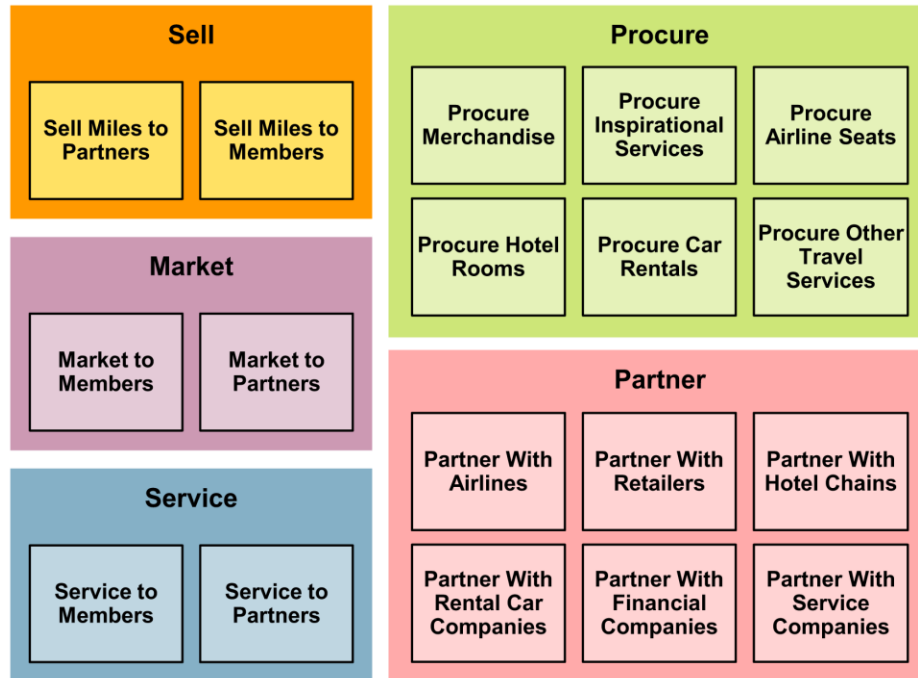 Sell
Sell Miles to
Partners
Sell Miles to
Members
Market
Market to
Members
Market to
Partners
Service
Service to
Members
Service to
Partners
Procure
Procure
Merchandise
Procure
Inspirational
Services
Procure
Airline Seats
Procure Hotel
Rooms
Procure Car
Rentals
Procure Other
Travel
Services
Partner
Partner With
Airlines
Partner With
Retailers
Partner With
Hotel Chains
Partner With
Rental Car
Companies
Partner With
Financial
Companies
Partner With
Service
Companies